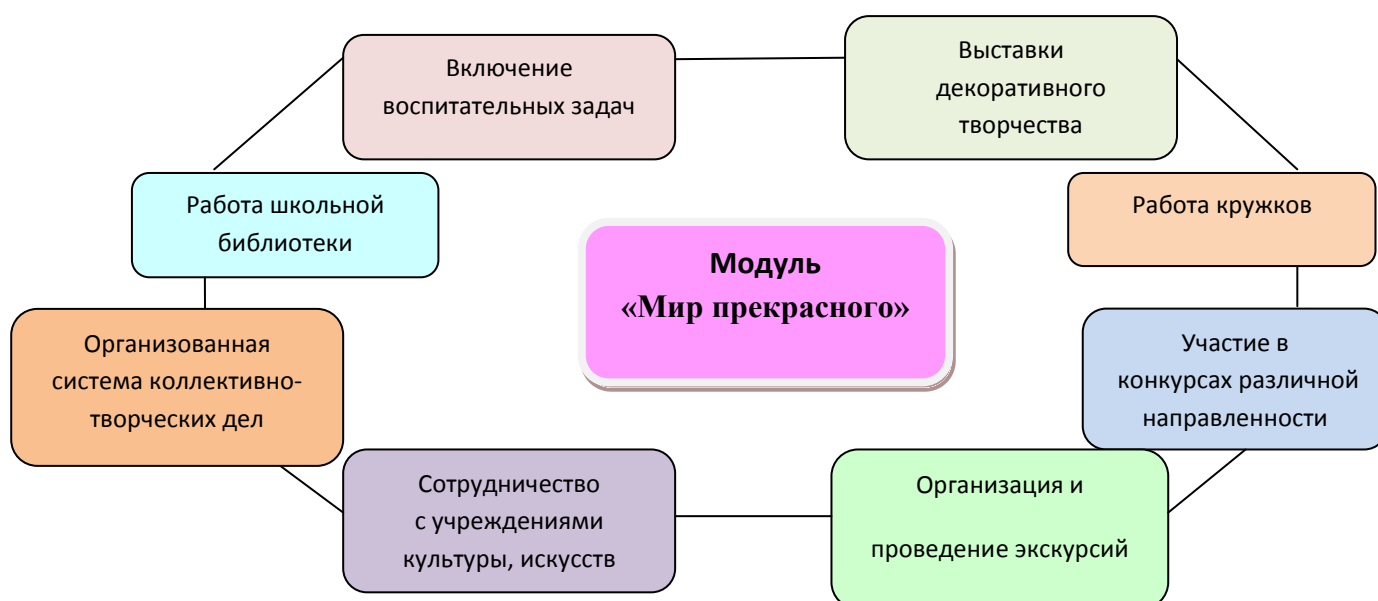 Включение
воспитательных задач
Выставки
декоративного
творчества
Работа школьной
библиотеки
Работа кружков
Модуль
«Мир прекрасного»
Организованная
система коллективно-
творческих дел
Участие в
конкурсах различной
направленности
Сотрудничество
с учреждениями
культуры, искусств
Организация и
проведение экскурсий